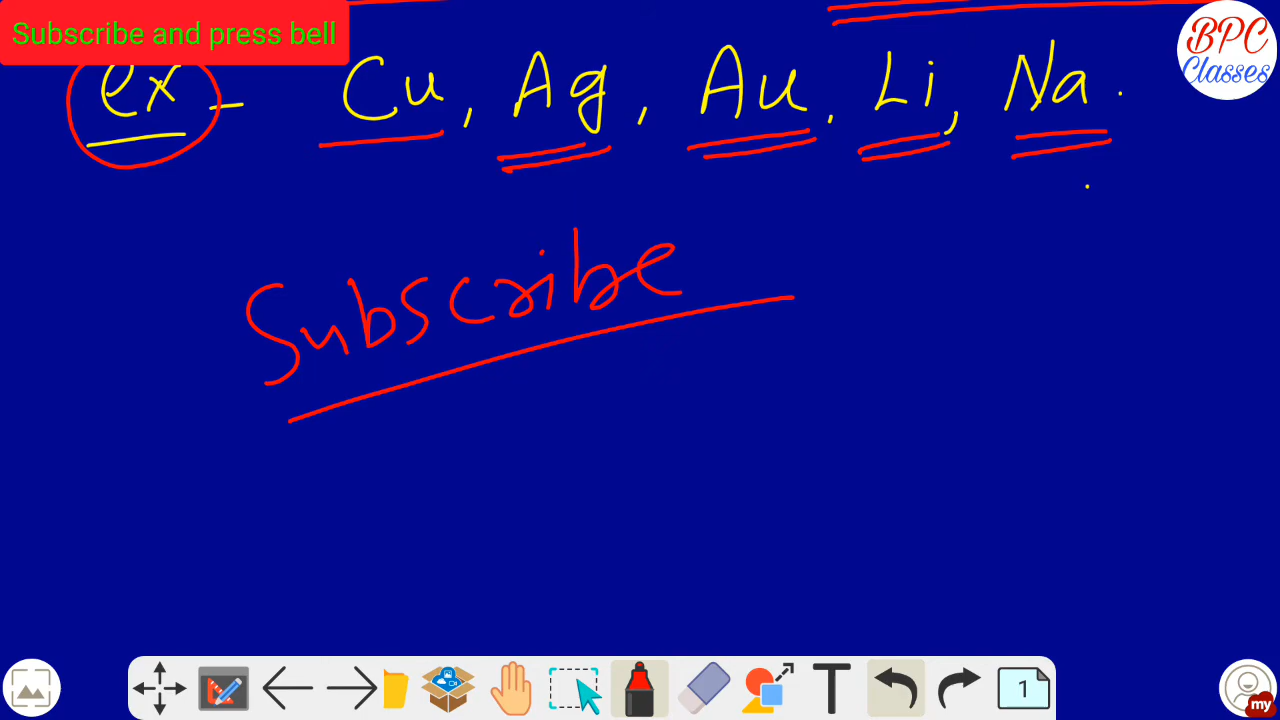 Subscribe and press bell
BPC
Classes
ex - Cu, Ag, Au, Li, Na.
Subscribe
T
1
my